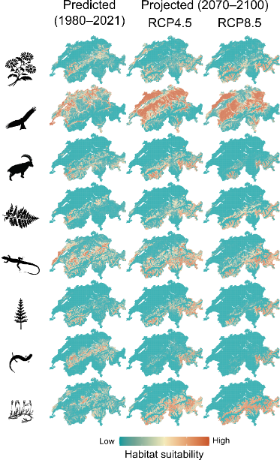 Predicted
(1980–2021)
Projected (2070–2100)
RCP4.5 RCP8.5
Low High
Habitat suitability